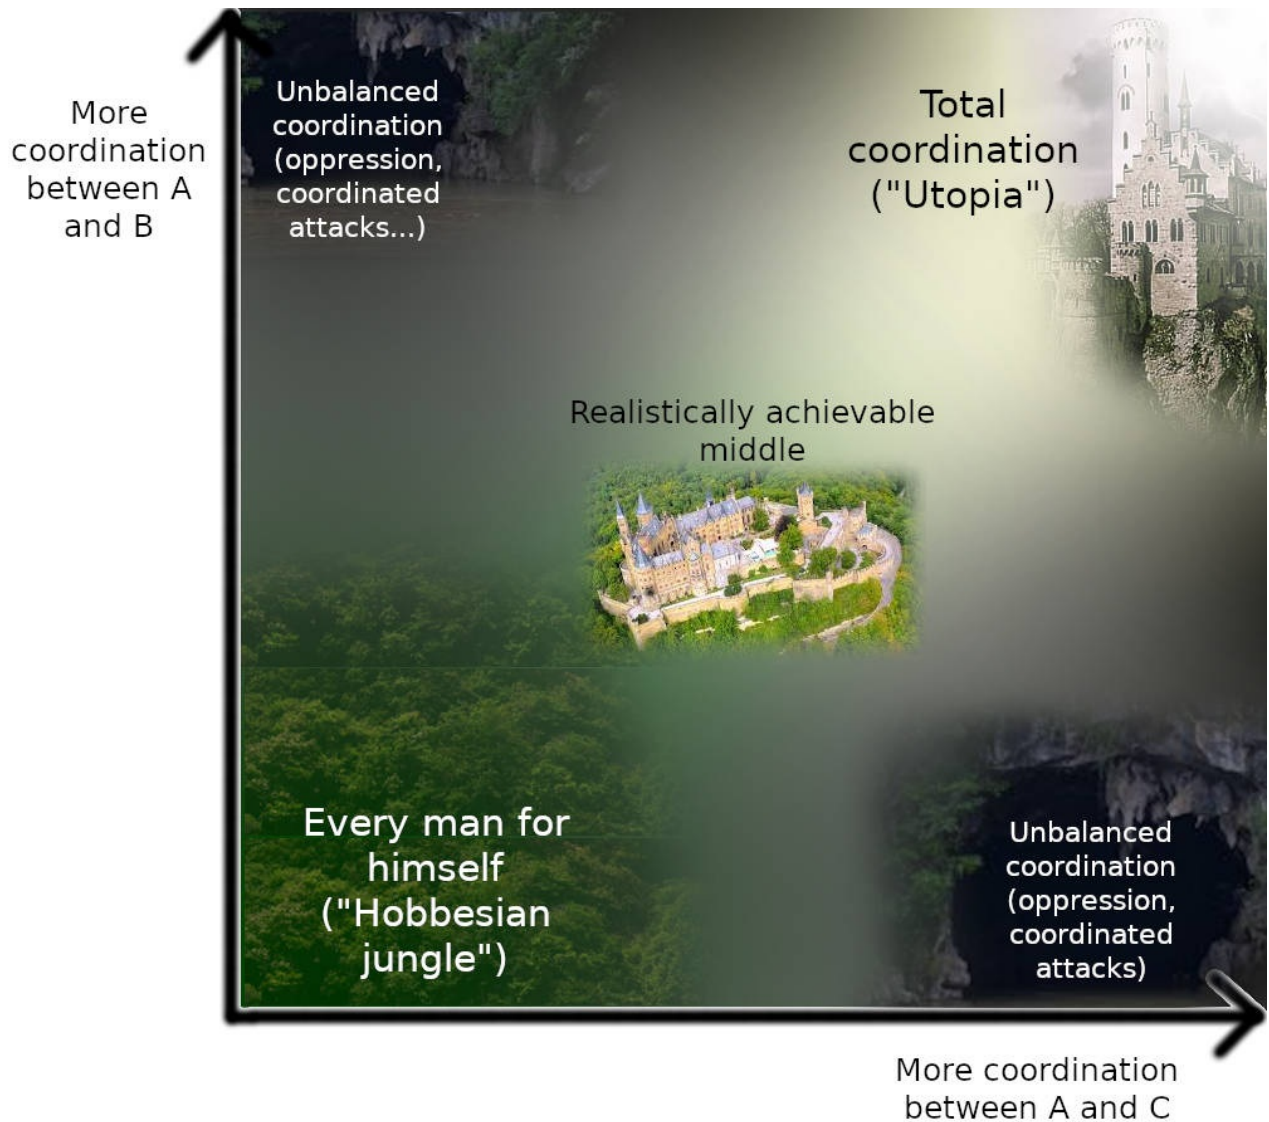 More
coordination
between A
and B
Unbalanced
coordination
(oppression,
coordinated
attacks...)
Total
coordination
("Utopia")
Realistically achievable
middle
Every man for
himself
("Hobbesian
jungle")
Unbalanced
coordination
(oppression,
coordinated
attacks)
More coordination
between A and C